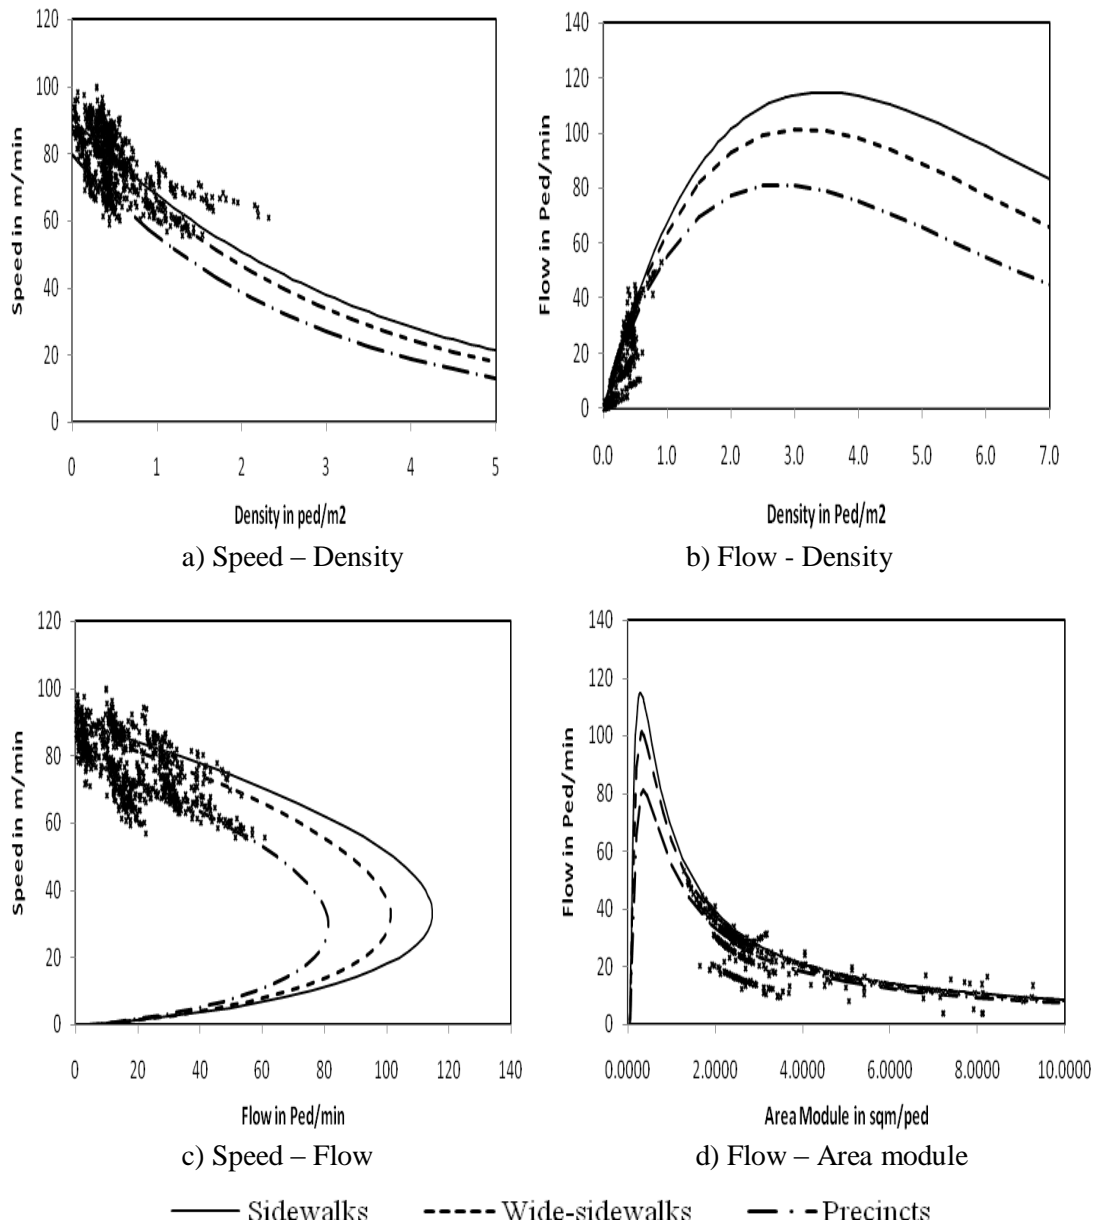 120
100
80
60
40
20
0
Speed in m/min
0 1 2 3 4 5
Density in ped/m2
a) Speed – Density
140
120
100
80
60
40
20
0
Flow in Ped/min
0.0 1.0 2.0 3.0 4.0 5.0 6.0 7.0
Density in Ped/m2
b) Flow - Density
120
100
80
60
40
20
0
Speed in m/min
0 20 40 60 80 100 120 140
Flow in Ped/min
c) Speed – Flow
140
120
100
80
60
40
20
0
Flow in Ped/min
0.0000 2.0000 4.0000 6.0000 8.0000 10.0000
Area Module in sqm/ped
d) Flow – Area module
Sidewalks Wide-sidewalks Precincts